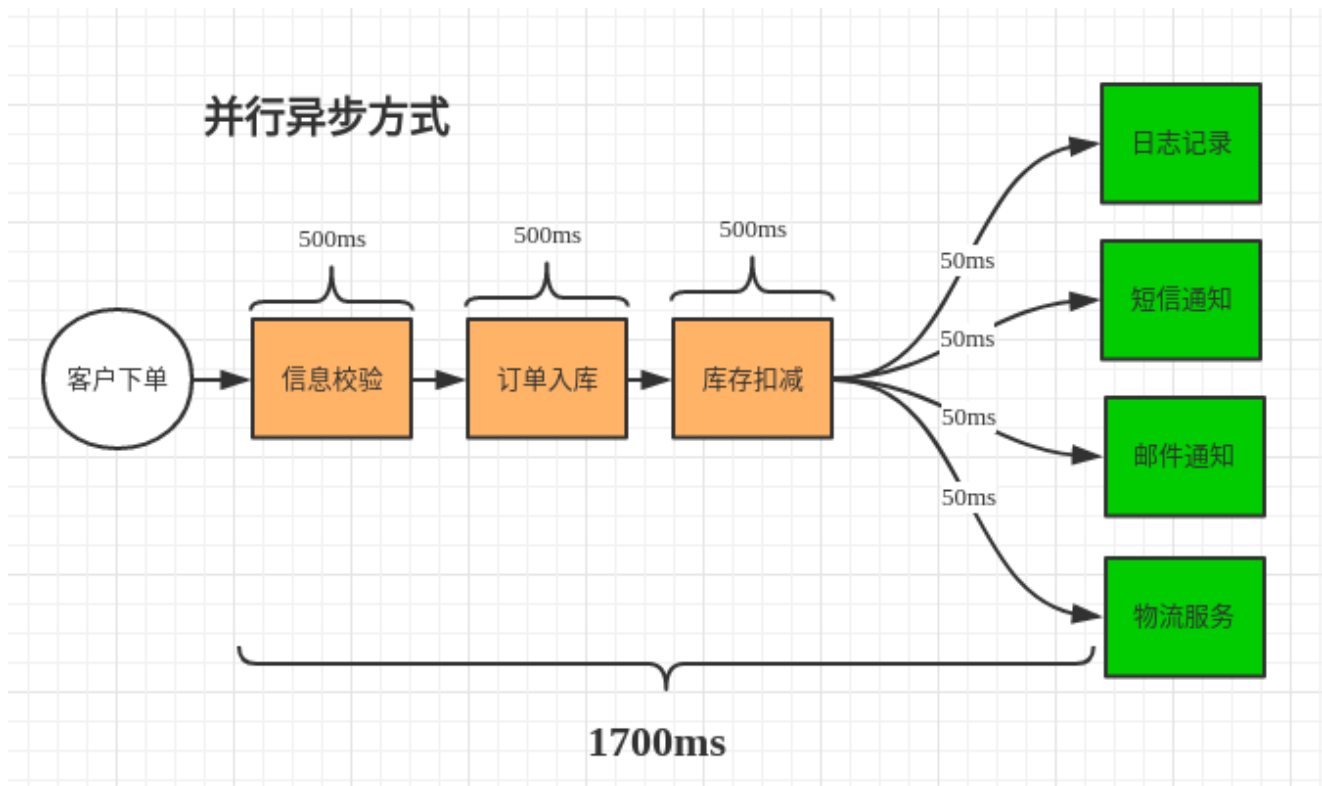 并行异步方式
500ms
500ms
500ms
客户下单
信息校验
订单入库
库存扣减
50ms
50ms
50ms
50ms
日志记录
短信通知
邮件通知
物流服务
1700ms